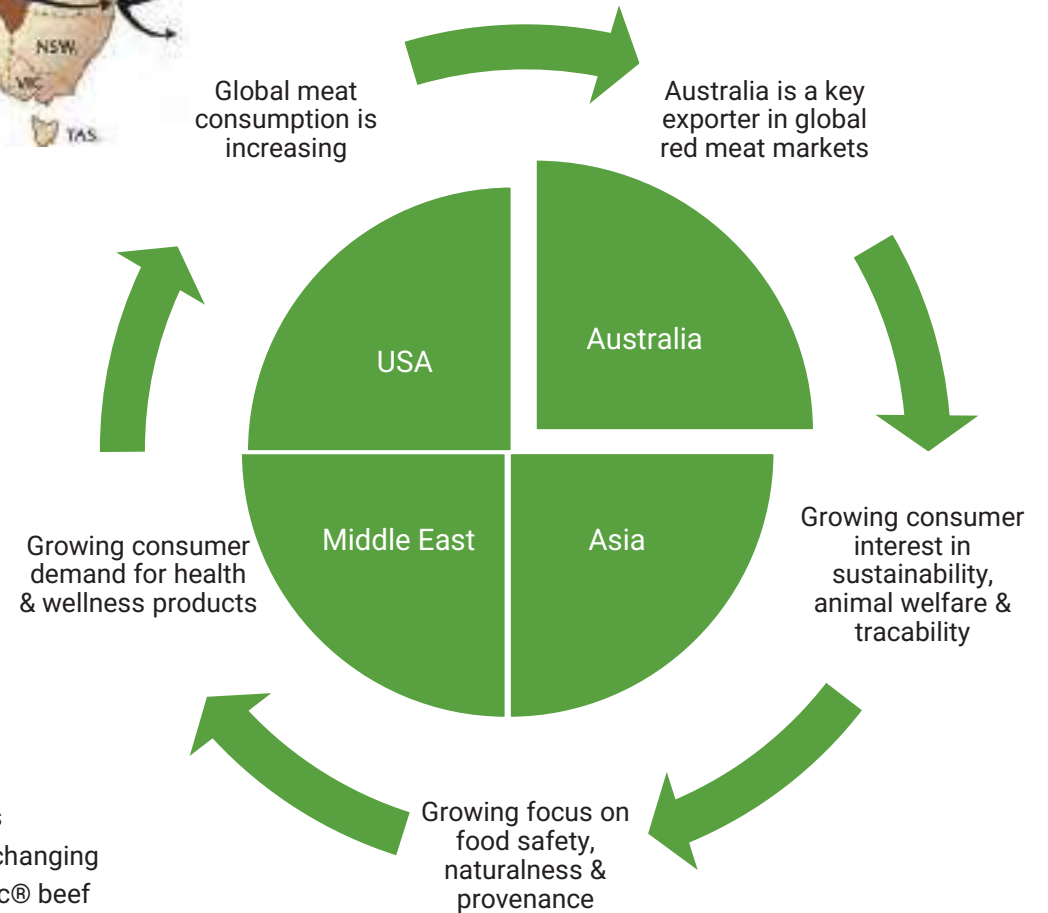 NSW.
VIC.
TAS.
Global meat
consumption is
increasing
Australia is a key
exporter in global
red meat markets
USA
Australia
Middle East
Asia
Growing consumer
demand for health
& wellness products
Growing consumer
interest in
sustainability,
animal welfare &
tracability
Growing focus on
food safety,
naturalness &
provenance
s
changing
c® beef